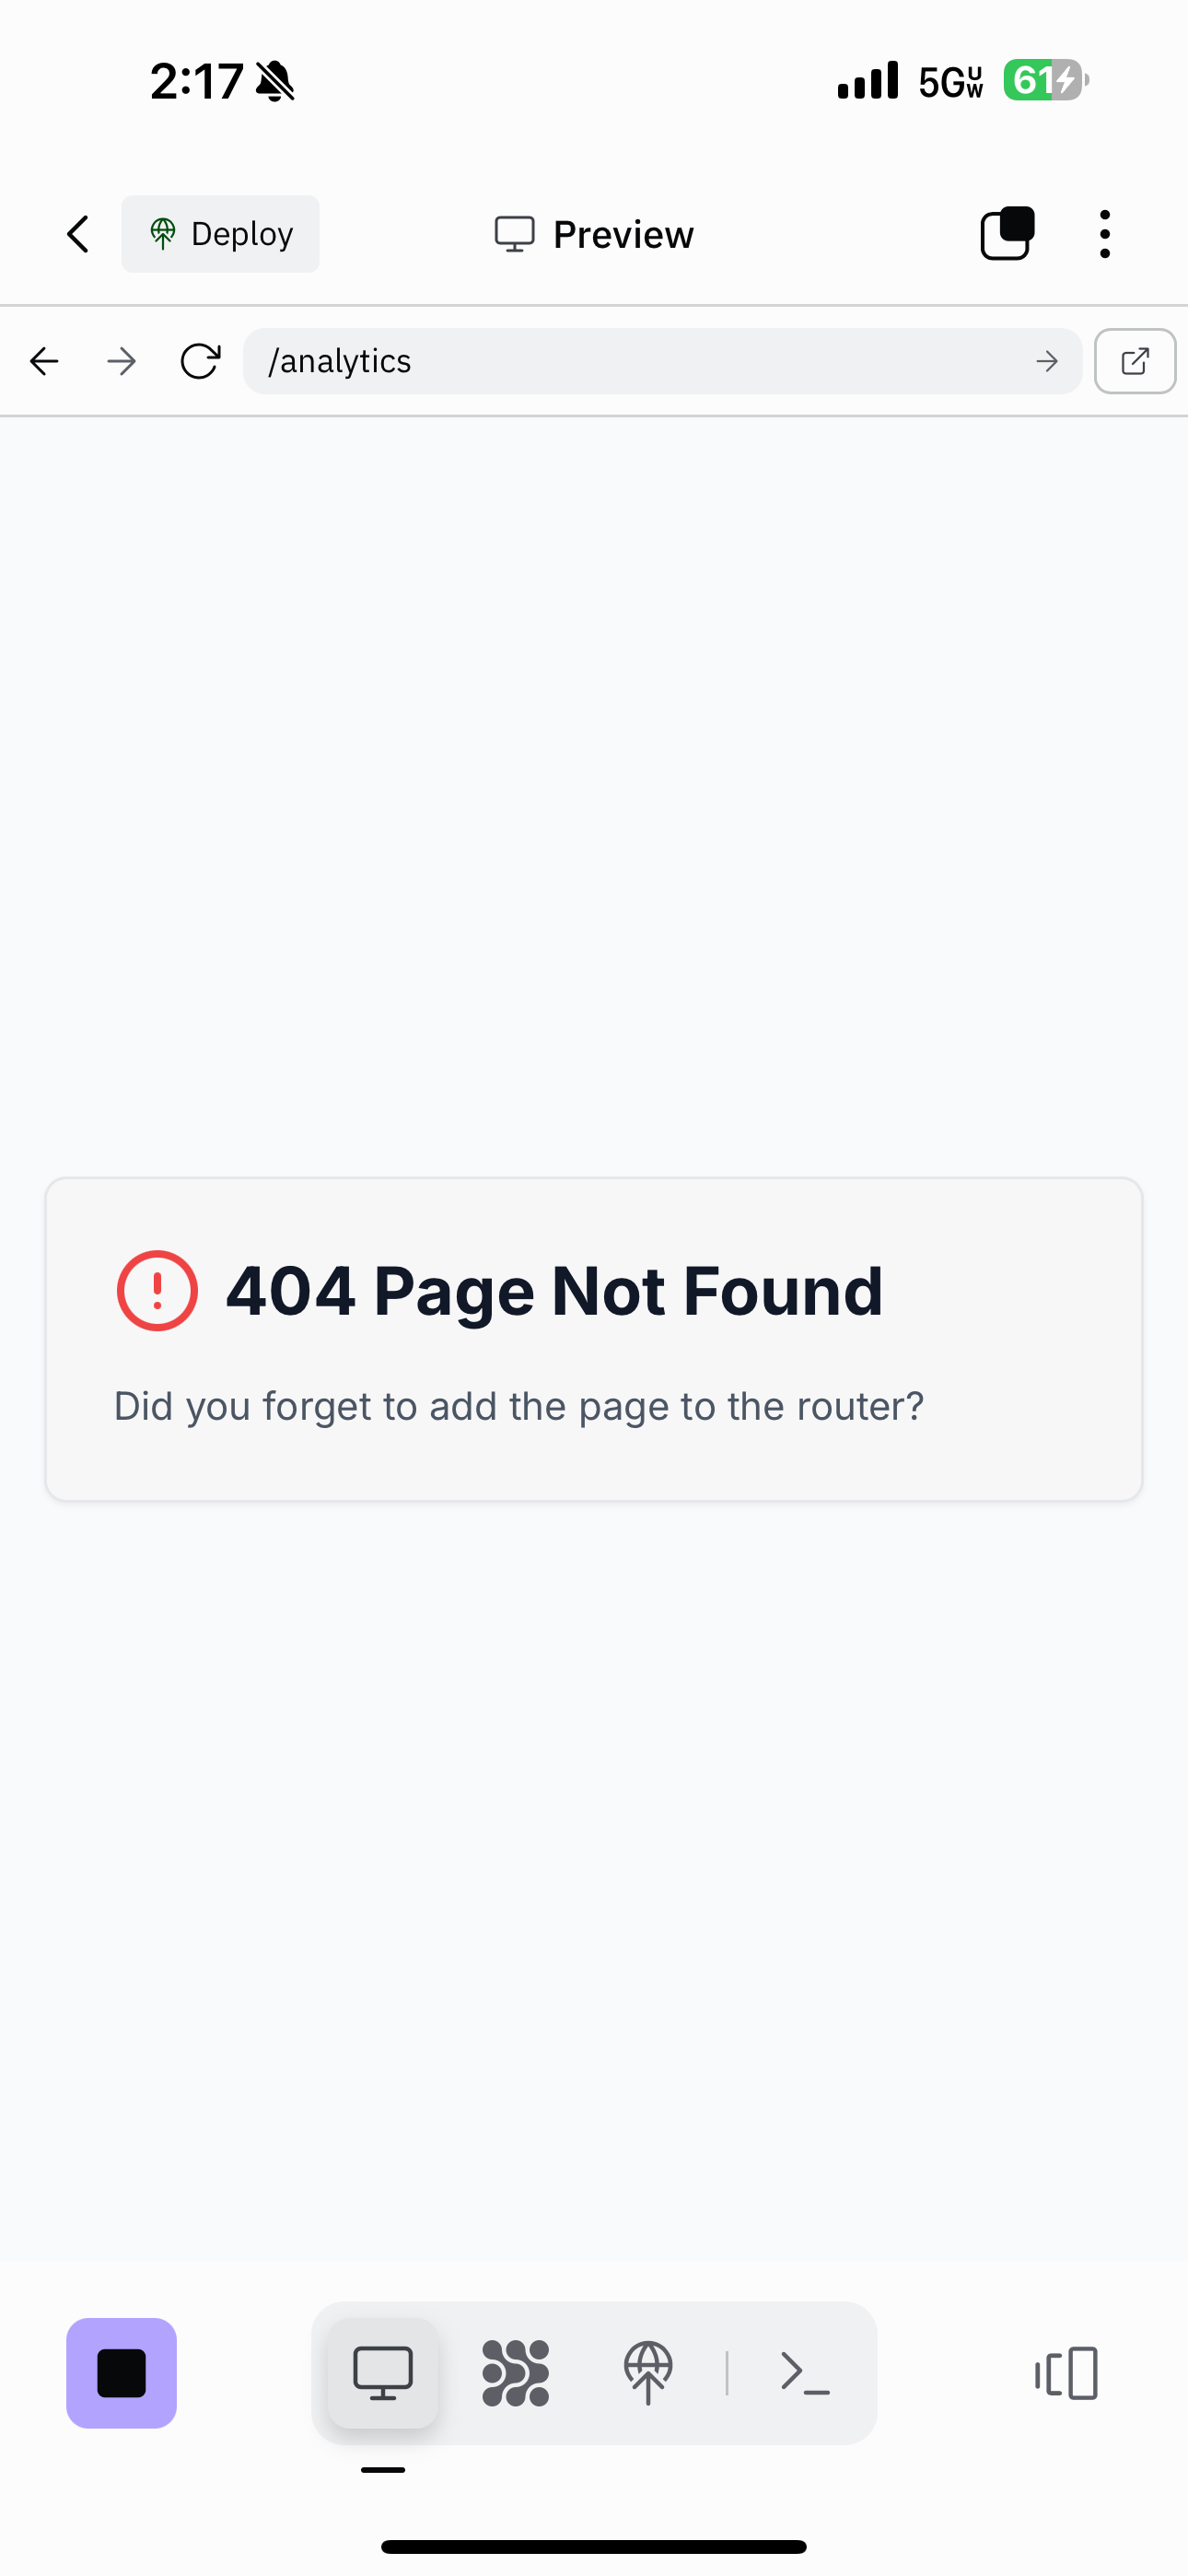 2:17
5G UW
61
Deploy
Preview
/analytics
404 Page Not Found
Did you forget to add the page to the router?